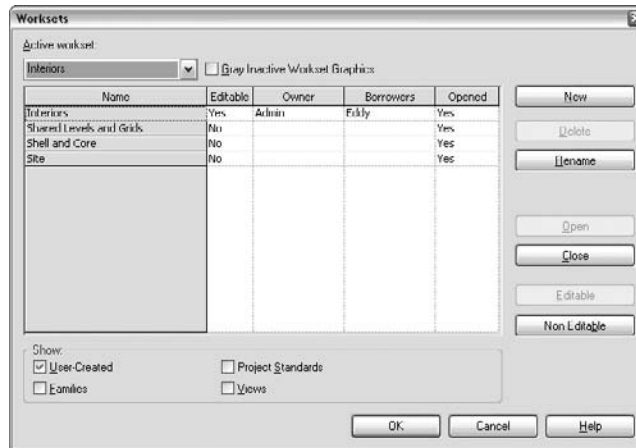 Worksets
Active workset:
Interiors
Gray Inactive Workset Graphics
Name Editable Owner Borrowers Opened
Interiors Yes Admin Eddy Yes
Shared Levels and Grids No Yes
Shell and Core No Yes
Site No Yes
New
Delete
Rename
Open
Close
Editable
Non Editable
Show:
User-Created
Project Standards
Families
Views
OK Cancel Help